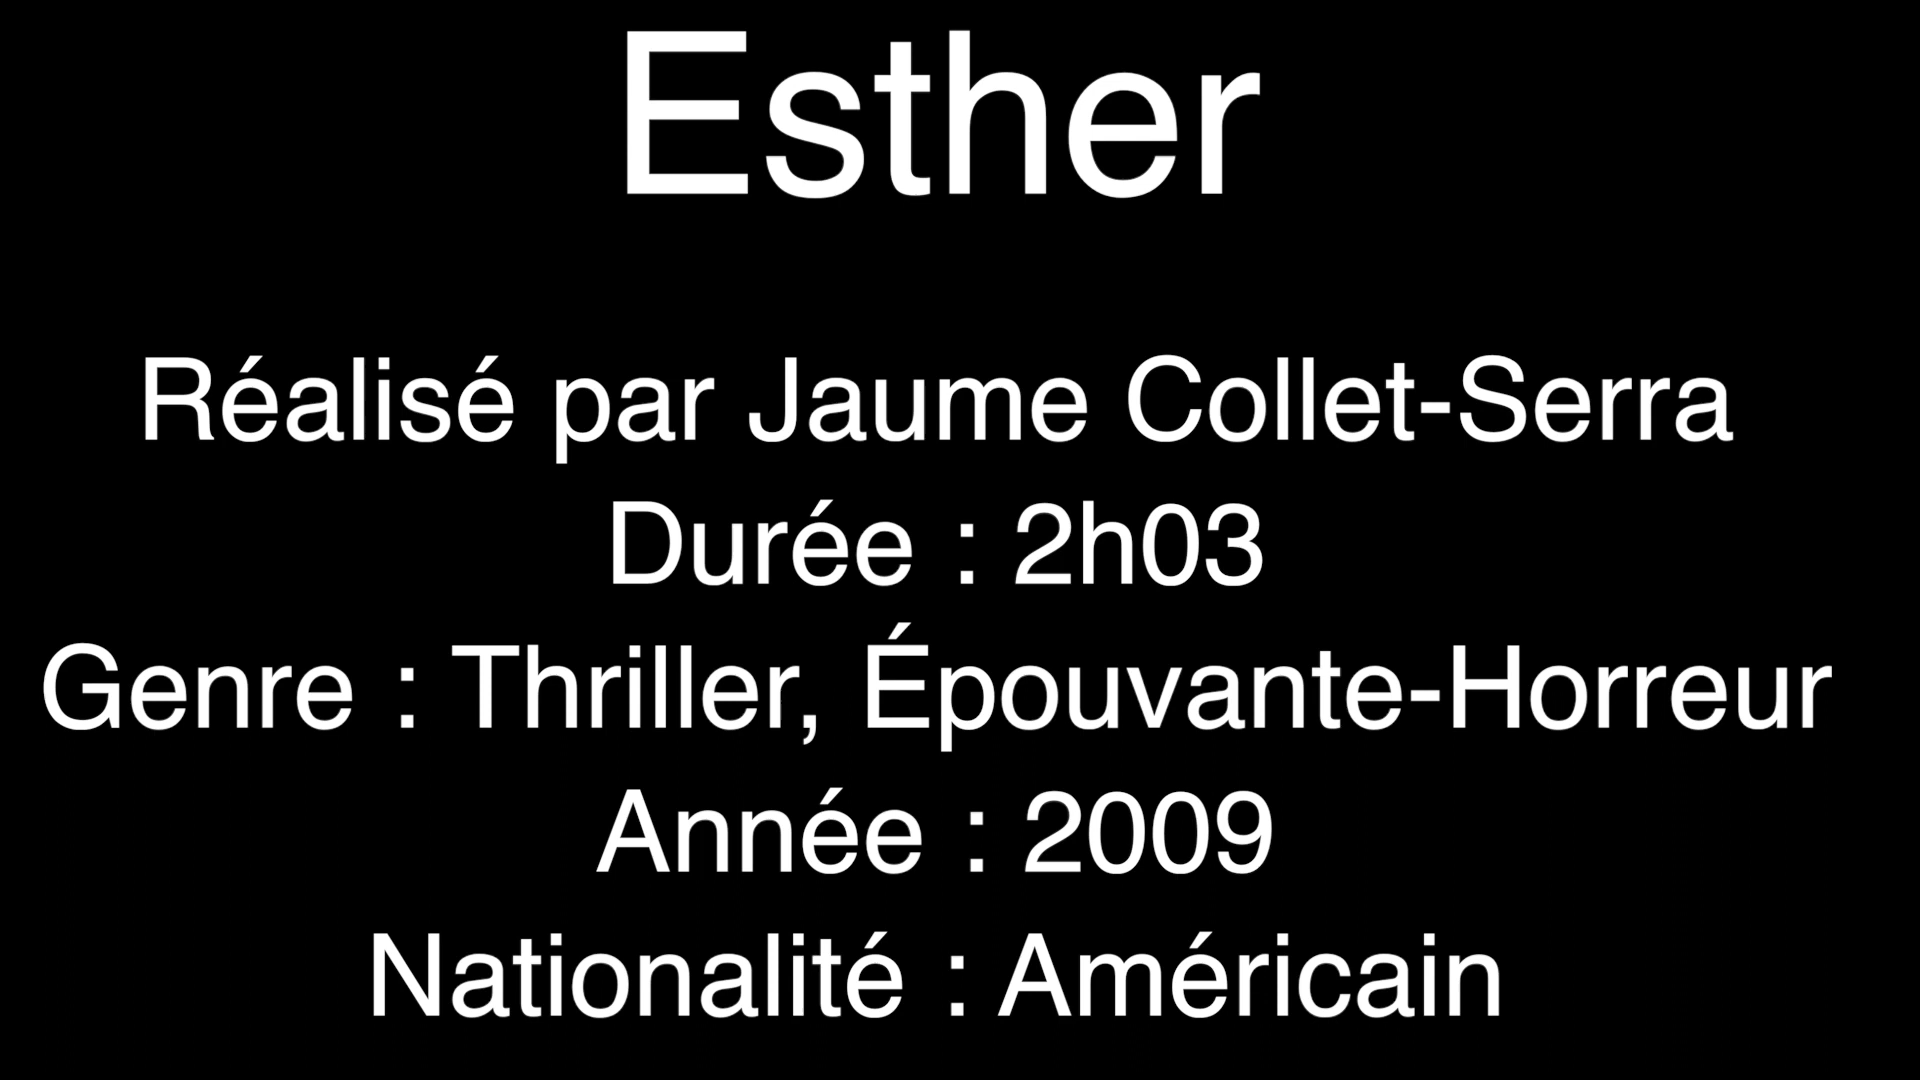 Esther
Réalisé par Jaume Collet-Serra
Durée : 2h03
Genre : Thriller, Épouvante-Horreur
Année : 2009
Nationalité : Américain